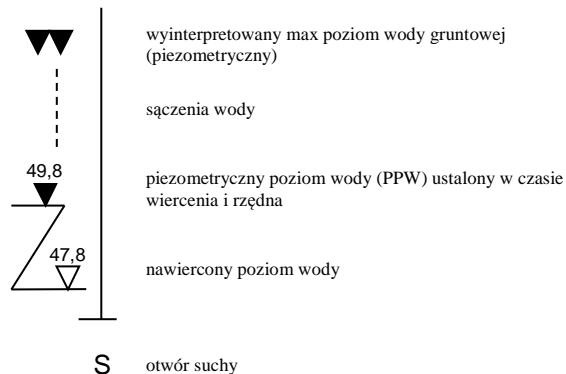 wyinterpretowany max poziom wody gruntowej
(piezometryczny)
sączenia wody
49,8
piezometryczny poziom wody (PPW) ustalony w czasie
wiercenia i rzędna
47,8
nawiercony poziom wody
S otwór suchy